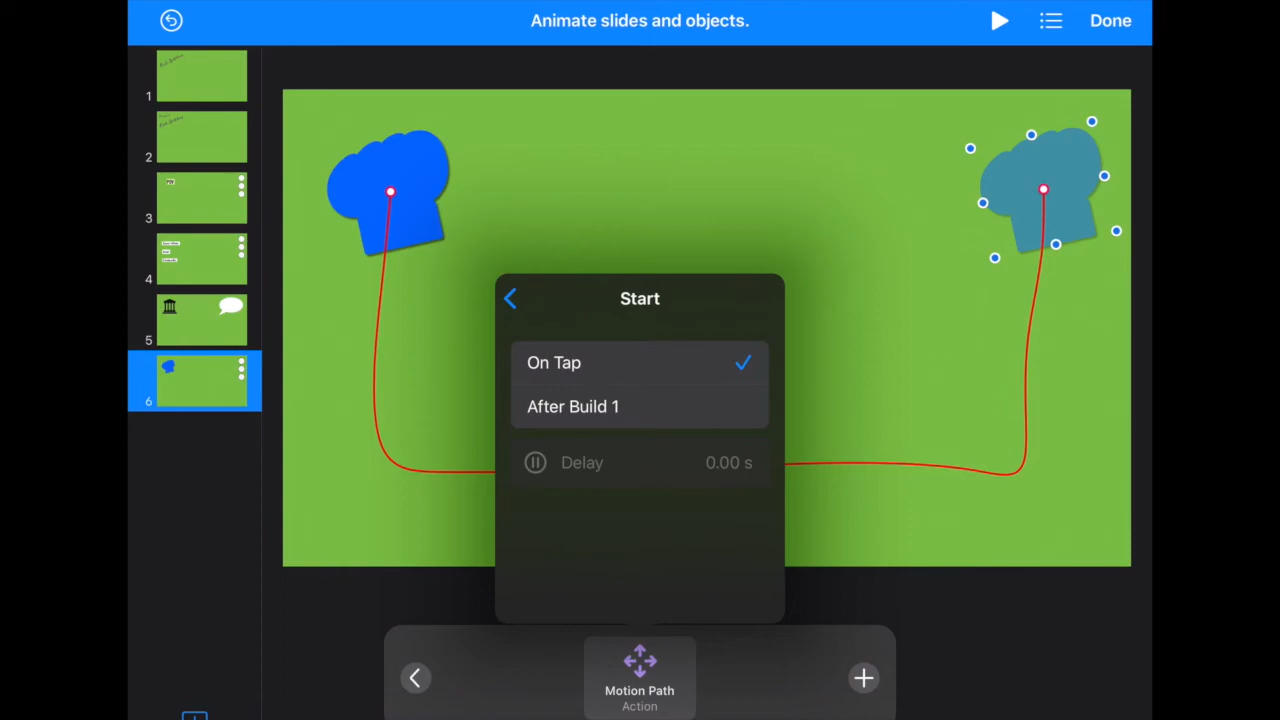 Animate slides and objects.
Done
1
2
3
4
5
6
Start
On Tap
After Build 1
Delay 0.00 s
Motion Path
Action